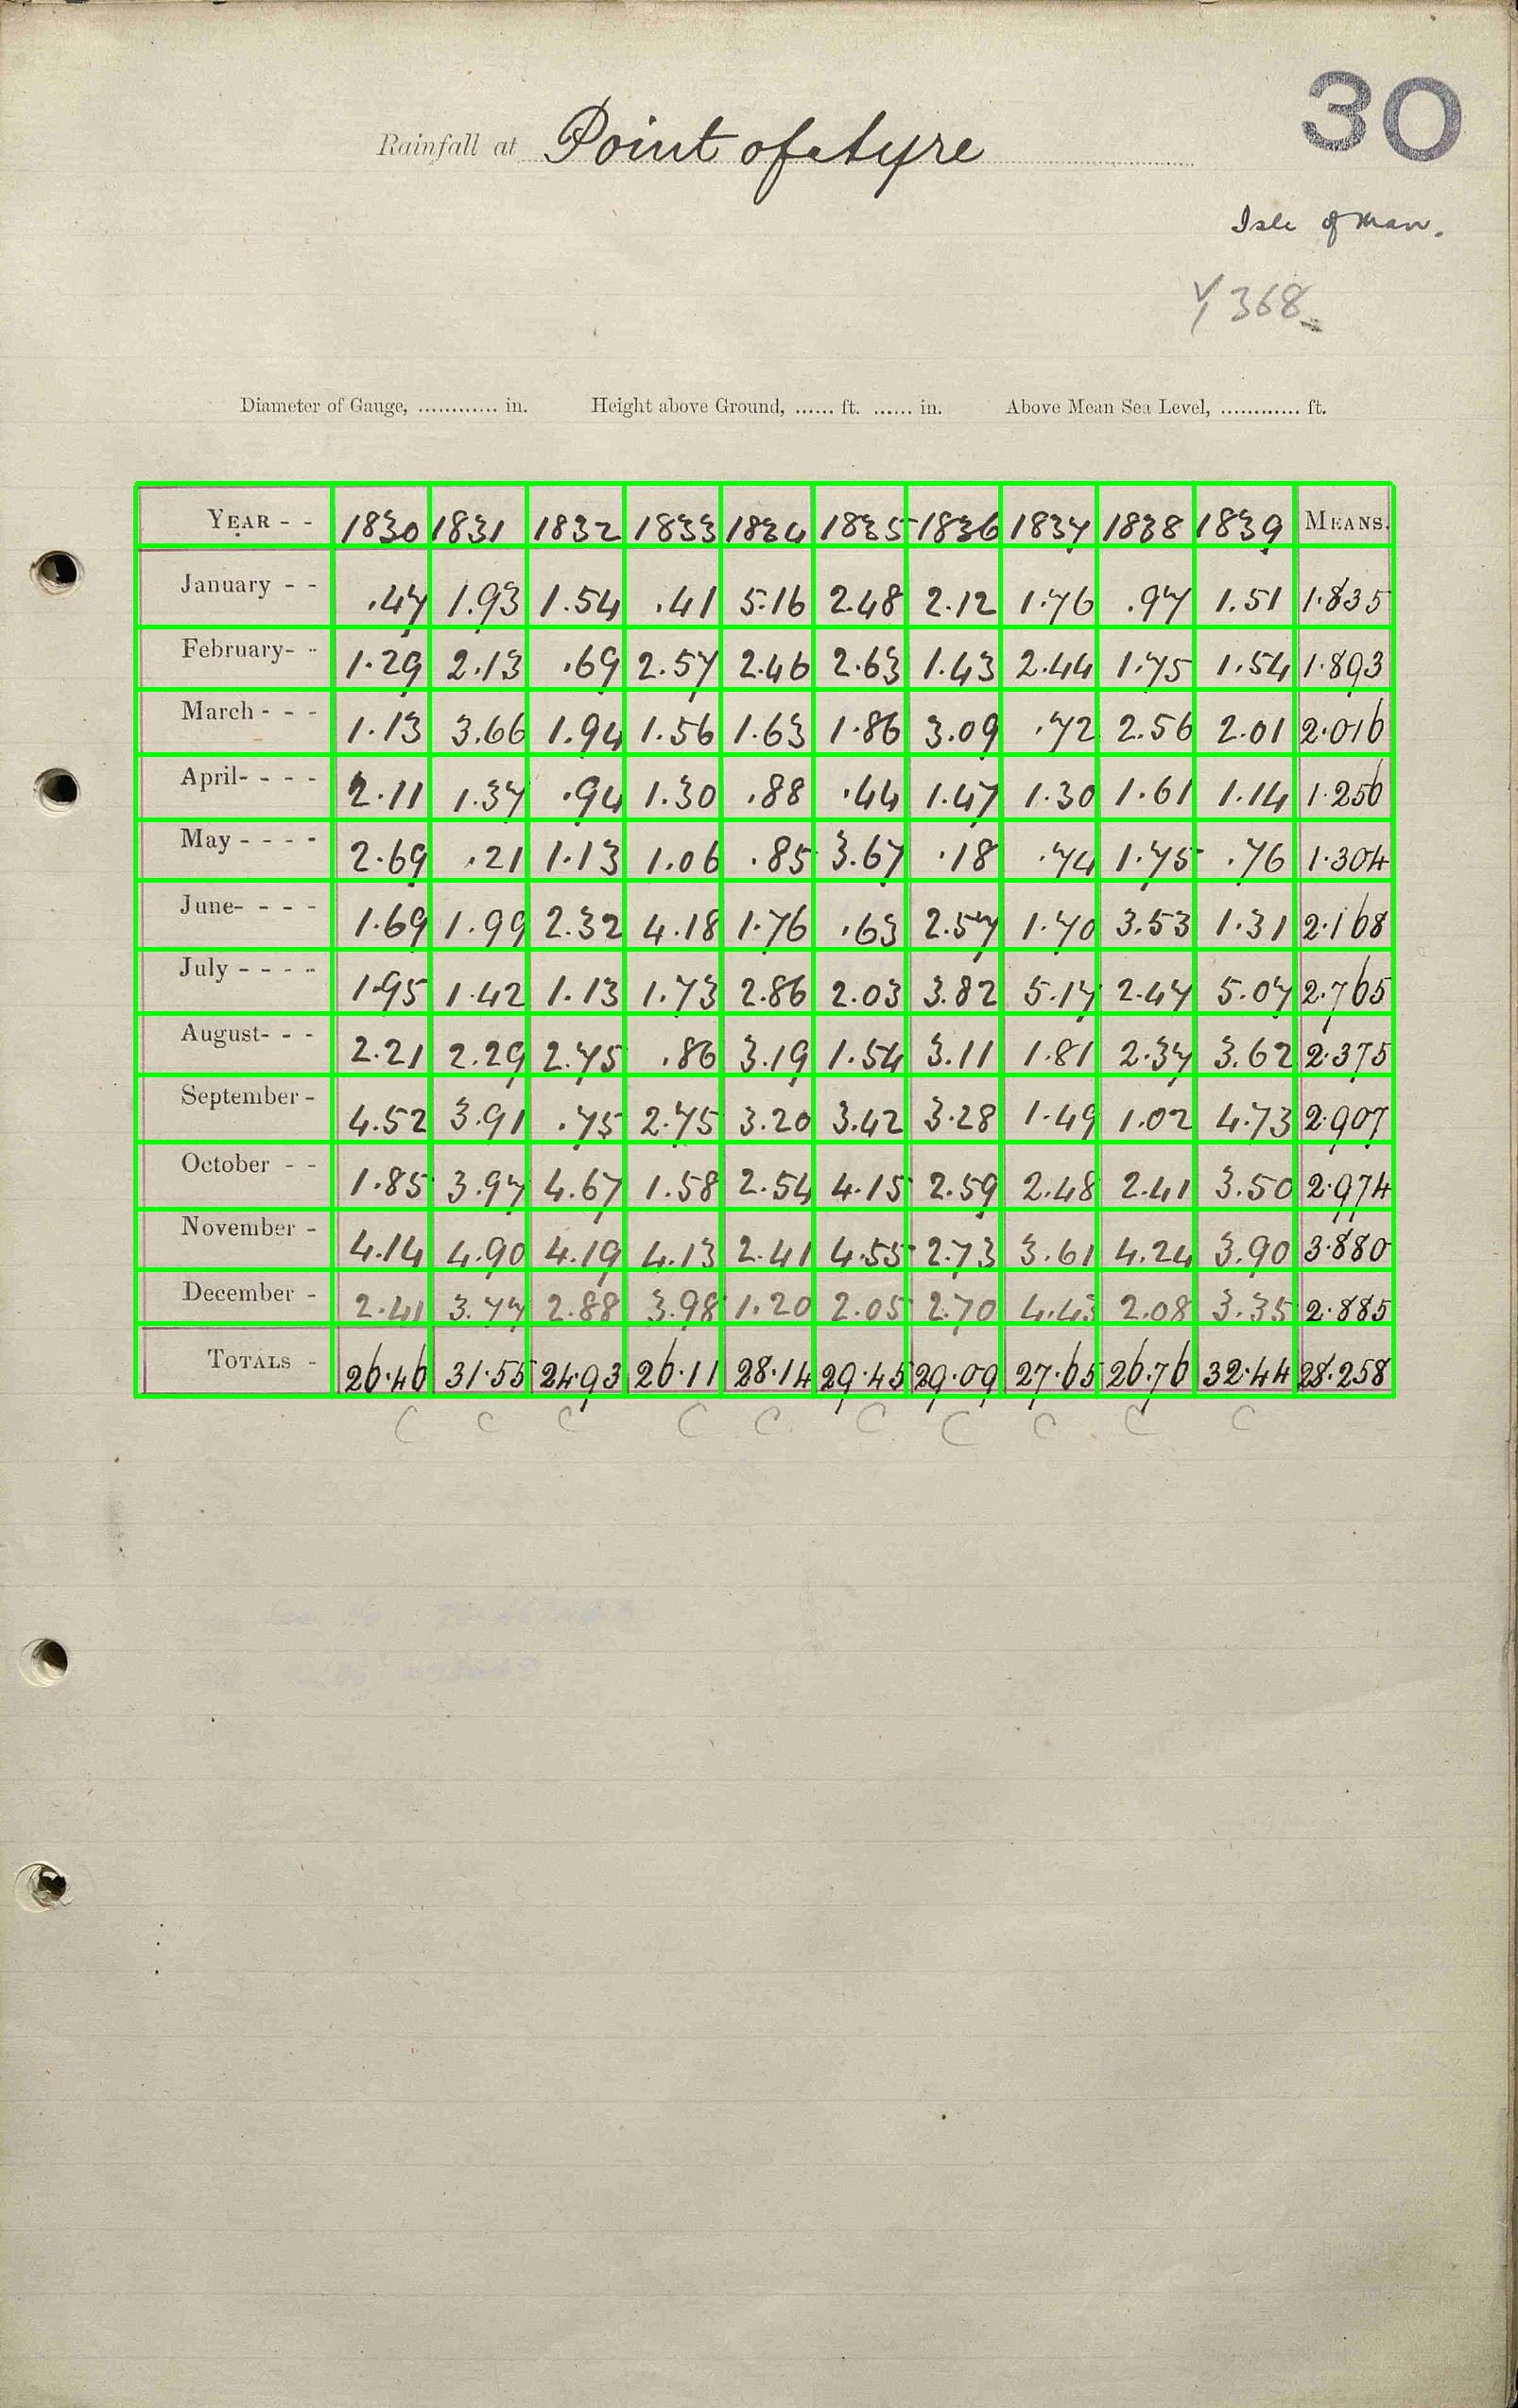 30
Rainfall at Point of Ayre
Isle of Man.
368
Diameter of Gauge, ............ in. Height above Ground, ...... ft. ...... in. Above Mean Sea Level, ............ ft.
YEAR - - 1830 1831 1832 1833 1834 1835 1836 1837 1838 1839 MEANS.
January - - .47 1.93 1.54 .41 5.16 2.48 2.12 1.76 .97 1.51 1.835
February- - 1.29 2.13 .69 2.57 2.46 2.63 1.43 2.44 1.75 1.54 1.893
March - - - 1.13 3.66 1.94 1.56 1.63 1.86 3.09 .72 2.56 2.01 2.016
April- - - - 2.11 1.37 .94 1.30 .88 .44 1.47 1.30 1.61 1.14 1.256
May - - - - 2.69 .21 1.13 1.06 .85 3.67 .18 .74 1.75 .76 1.304
June- - - - 1.69 1.99 2.32 4.18 1.76 .63 2.57 1.70 3.53 1.31 2.168
July - - - - 1.95 1.42 1.13 1.73 2.86 2.03 3.82 5.17 2.47 5.07 2.765
August- - - 2.21 2.29 2.75 .86 3.19 1.54 3.11 1.81 2.37 3.62 2.375
September - 4.52 3.91 .75 2.75 3.20 3.42 3.28 1.49 1.02 4.73 2.907
October - - 1.85 3.97 4.67 1.58 2.54 4.15 2.59 2.48 2.41 3.50 2.974
November - 4.14 4.90 4.19 4.13 2.41 4.55 2.73 3.61 4.24 3.90 3.880
December - 2.41 3.77 2.88 3.98 1.20 2.05 2.70 4.43 2.08 3.35 2.885
TOTALS - 26.46 31.55 24.93 26.11 28.14 29.45 29.09 27.65 26.76 32.44 28.258
C C C C C C C C C C